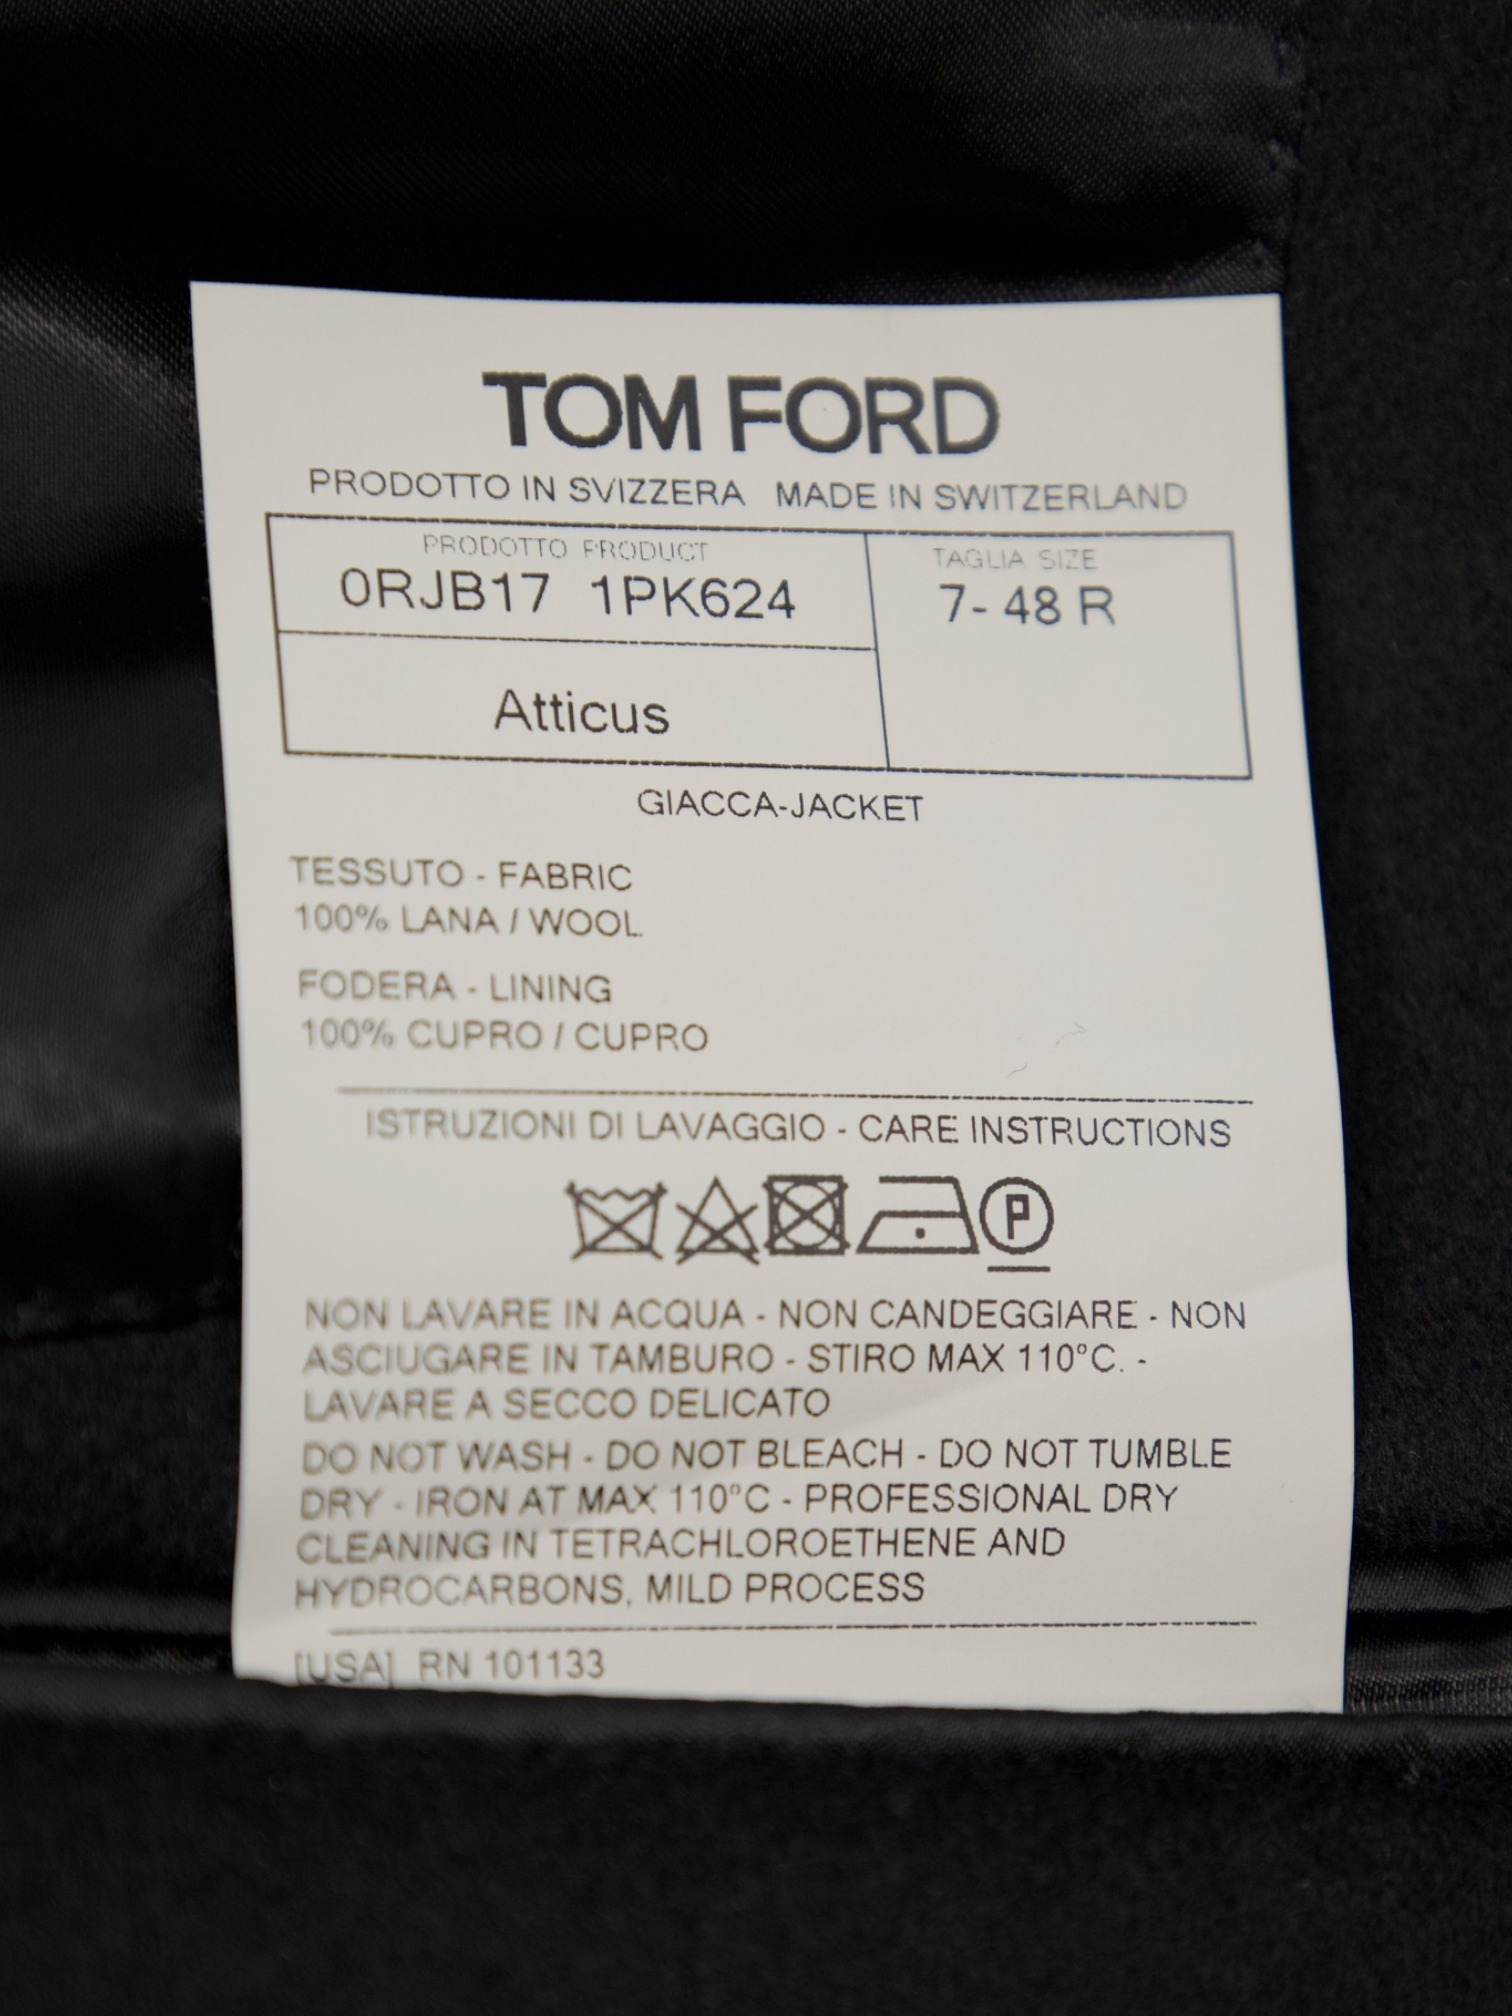 TOM FORD
PRODOTTO IN SVIZZERA MADE IN SWITZERLAND
PRODOTTO PRODUCT
0RJB17 1PK624
TAGLIA SIZE
7- 48 R
Atticus
GIACCA-JACKET
TESSUTO - FABRIC
100% LANA / WOOL
FODERA - LINING
100% CUPRO / CUPRO
ISTRUZIONI DI LAVAGGIO - CARE INSTRUCTIONS
P
NON LAVARE IN ACQUA - NON CANDEGGIARE - NON
ASCIUGARE IN TAMBURO - STIRO MAX 110°C. -
LAVARE A SECCO DELICATO
DO NOT WASH - DO NOT BLEACH - DO NOT TUMBLE
DRY - IRON AT MAX 110°C - PROFESSIONAL DRY
CLEANING IN TETRACHLOROETHENE AND
HYDROCARBONS, MILD PROCESS
[USA] RN 101133